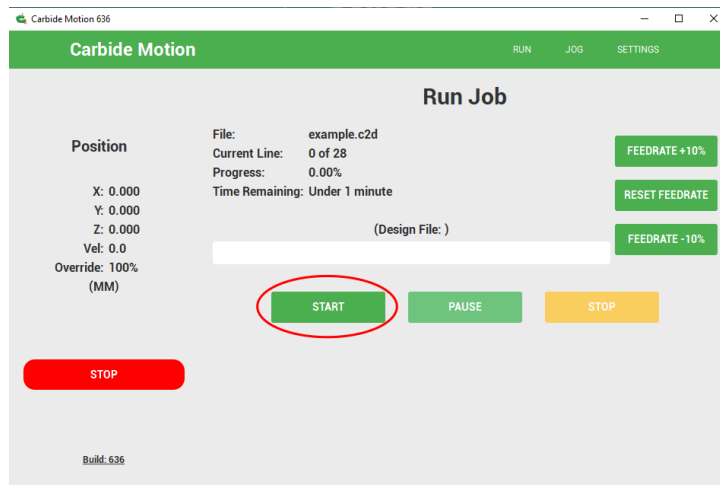 Carbide Motion 636
Carbide Motion
RUN JOG SETTINGS
Run Job
Position
X: 0.000
Y: 0.000
Z: 0.000
Vel: 0.0
Override: 100%
(MM)
File: example.c2d
Current Line: 0 of 28
Progress: 0.00%
Time Remaining: Under 1 minute
(Design File: )
FEEDRATE +10%
RESET FEEDRATE
FEEDRATE -10%
START PAUSE STOP
STOP
Build: 636